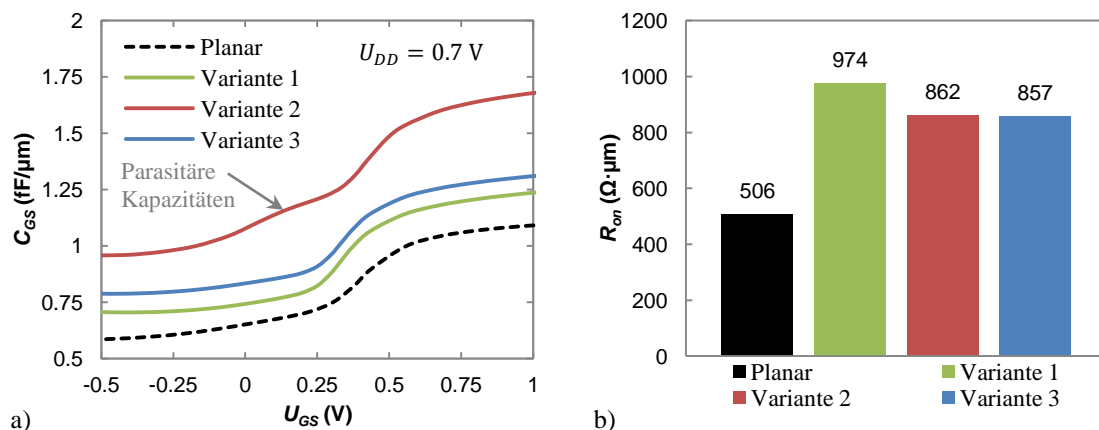 2
1.75
1.5
1.25
1
0.75
0.5
C_GS (fF/µm)
Planar
Variante 1
Variante 2
Variante 3
U_DD = 0.7 V
Parasitäre
Kapazitäten
-0.5 -0.25 0 0.25 0.5 0.75 1
U_GS (V)
a)
1200
1000
800
600
400
200
0
R_on (Ω·µm)
506
974
862
857
Planar
Variante 1
Variante 2
Variante 3
b)